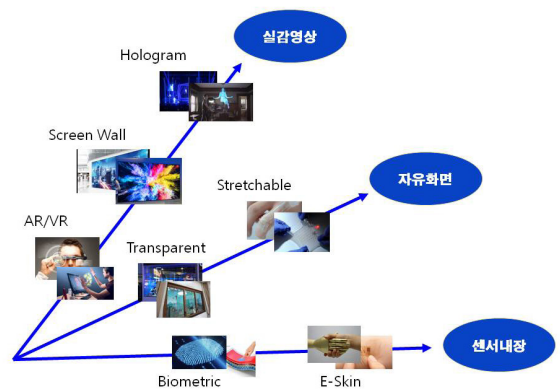 실감영상
Hologram
Screen Wall
자유화면
Stretchable
AR/VR
Transparent
센서내장
Biometric
E-Skin